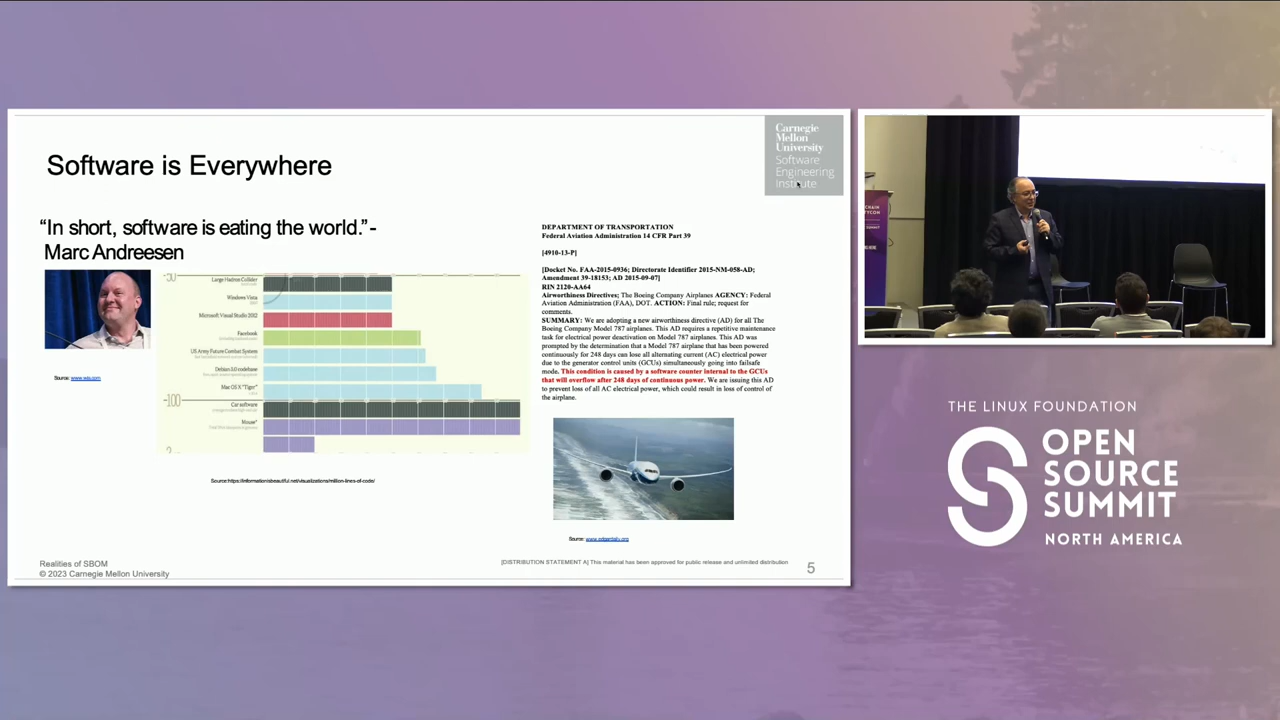 Software is Everywhere
Carnegie
Mellon
University
Software
Engineering
Institute
“In short, software is eating the world.”-
Marc Andreesen
Source: www.wsj.com
50
Large Hadron Collider
Windows Vista
Microsoft Visual Studio 2012
Facebook
US Army Future Combat System
Debian 5.0 codebase
Mac OS X "Tiger"
100
Car software
Mouse*
Source:https://informationisbeautiful.net/visualizations/million-lines-of-code/
DEPARTMENT OF TRANSPORTATION
Federal Aviation Administration 14 CFR Part 39
[4910-13-P]
[Docket No. FAA-2015-0936; Directorate Identifier 2015-NM-058-AD;
Amendment 39-18153; AD 2015-09-07]
RIN 2120-AA64
Airworthiness Directives; The Boeing Company Airplanes AGENCY: Federal
Aviation Administration (FAA), DOT. ACTION: Final rule; request for
comments.
SUMMARY: We are adopting a new airworthiness directive (AD) for all The
Boeing Company Model 787 airplanes. This AD requires a repetitive maintenance
task for electrical power deactivation on Model 787 airplanes. This AD was
prompted by the determination that a Model 787 airplane that has been powered
continuously for 248 days can lose all alternating current (AC) electrical power
due to the generator control units (GCUs) simultaneously going into failsafe
mode. This condition is caused by a software counter internal to the GCUs
that will overflow after 248 days of continuous power. We are issuing this AD
to prevent loss of all AC electrical power, which could result in loss of control of
the airplane.
Realities of SBOM
© 2023 Carnegie Mellon University
[DISTRIBUTION STATEMENT A] This material has been approved for public release and unlimited distribution
5
THE LINUX FOUNDATION
OPEN
SOURCE
SUMMIT
NORTH AMERICA